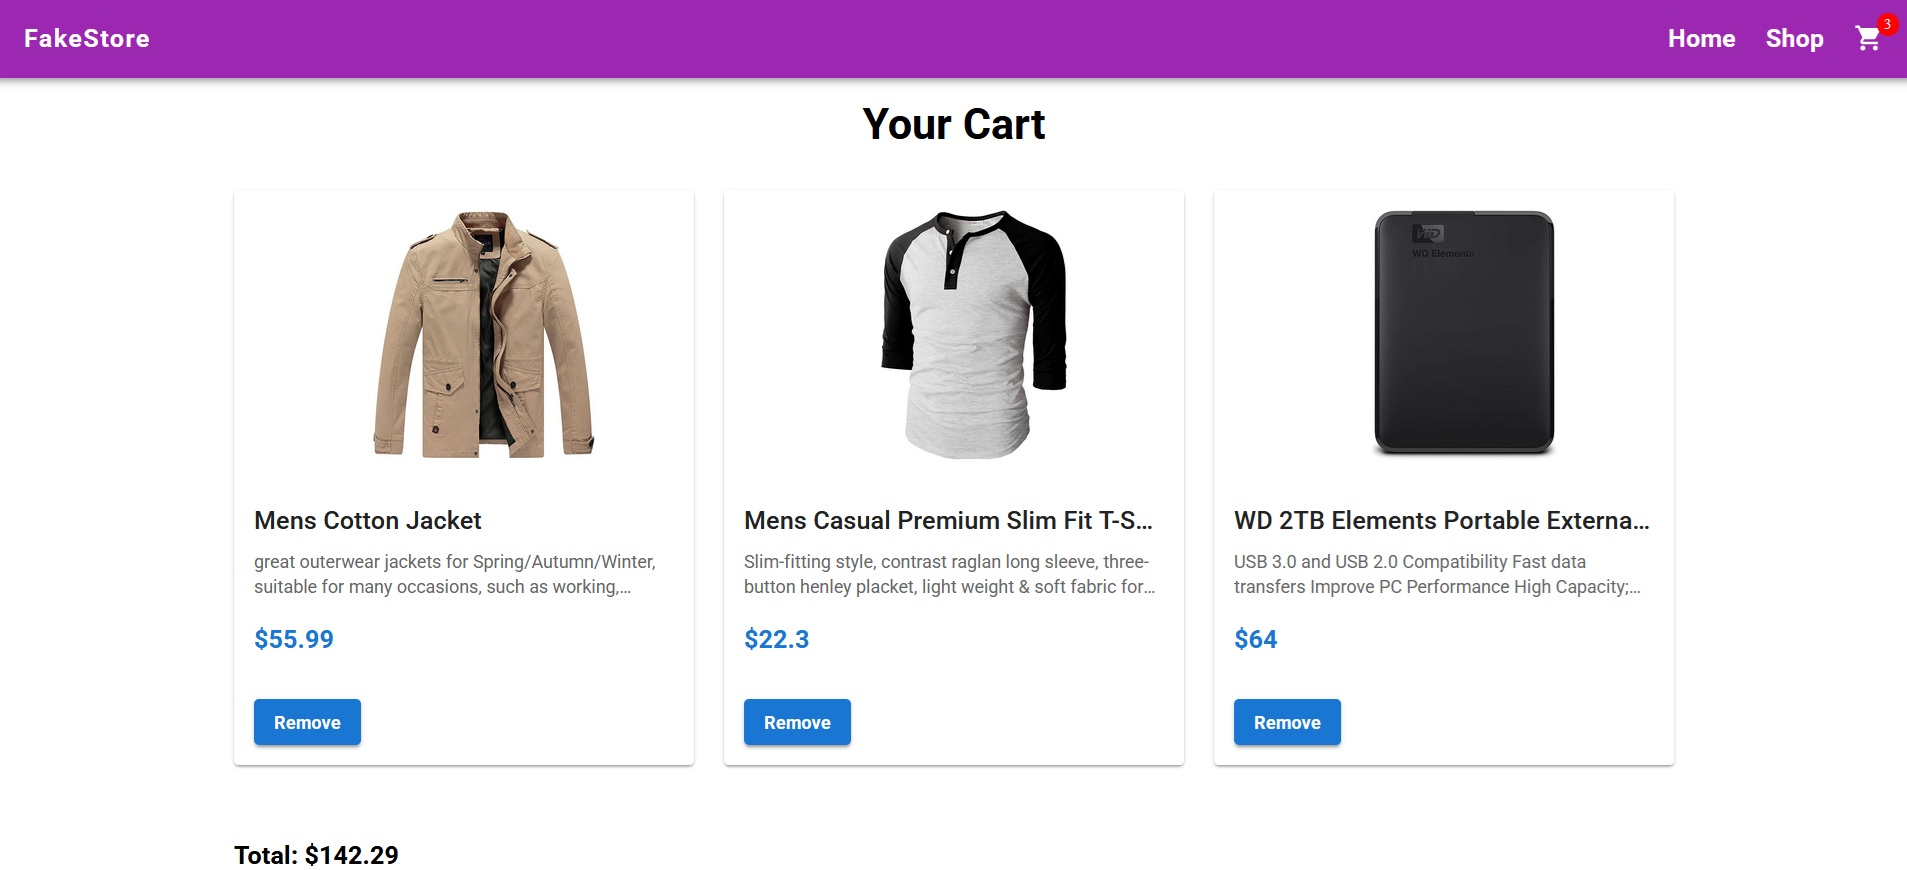 FakeStore
Home
Shop
3
Your Cart
WD
WD Elements
Mens Cotton Jacket
great outerwear jackets for Spring/Autumn/Winter,
suitable for many occasions, such as working,...
$55.99
Remove
Mens Casual Premium Slim Fit T-S...
Slim-fitting style, contrast raglan long sleeve, three-
button henley placket, light weight & soft fabric for...
$22.3
Remove
WD 2TB Elements Portable Externa...
USB 3.0 and USB 2.0 Compatibility Fast data
transfers Improve PC Performance High Capacity;...
$64
Remove
Total: $142.29